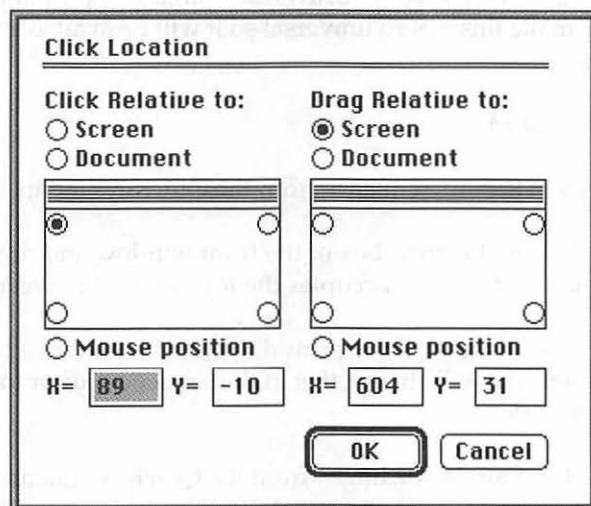 Click Location
Click Relative to:
Screen
Document
Mouse position
X= 89 Y= -10
Drag Relative to:
Screen
Document
Mouse position
X= 604 Y= 31
OK
Cancel